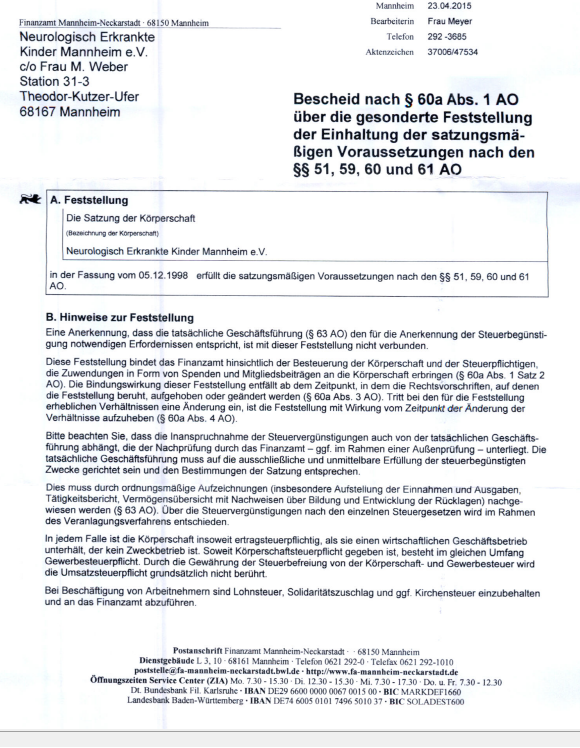 Mannheim 23.04.2015
Finanzamt Mannheim-Neckarstadt · 68150 Mannheim
Bearbeiterin Frau Meyer
Telefon 292 -3685
Aktenzeichen 37006/47534
Neurologisch Erkrankte
Kinder Mannheim e.V.
c/o Frau M. Weber
Station 31-3
Theodor-Kutzer-Ufer
68167 Mannheim
Bescheid nach § 60a Abs. 1 AO
über die gesonderte Feststellung
der Einhaltung der satzungsmä-
ßigen Voraussetzungen nach den
§§ 51, 59, 60 und 61 AO
A. Feststellung
Die Satzung der Körperschaft
(Bezeichnung der Körperschaft)
Neurologisch Erkrankte Kinder Mannheim e.V.
in der Fassung vom 05.12.1998 erfüllt die satzungsmäßigen Voraussetzungen nach den §§ 51, 59, 60 und 61
AO.
B. Hinweise zur Feststellung
Eine Anerkennung, dass die tatsächliche Geschäftsführung (§ 63 AO) den für die Anerkennung der Steuerbegünsti-
gung notwendigen Erfordernissen entspricht, ist mit dieser Feststellung nicht verbunden.
Diese Feststellung bindet das Finanzamt hinsichtlich der Besteuerung der Körperschaft und der Steuerpflichtigen,
die Zuwendungen in Form von Spenden und Mitgliedsbeiträgen an die Körperschaft erbringen (§ 60a Abs. 1 Satz 2
AO). Die Bindungswirkung dieser Feststellung entfällt ab dem Zeitpunkt, in dem die Rechtsvorschriften, auf denen
die Feststellung beruht, aufgehoben oder geändert werden (§ 60a Abs. 3 AO). Tritt bei den für die Feststellung
erheblichen Verhältnissen eine Änderung ein, ist die Feststellung mit Wirkung vom Zeitpunkt der Änderung der
Verhältnisse aufzuheben (§ 60a Abs. 4 AO).
Bitte beachten Sie, dass die Inanspruchnahme der Steuervergünstigungen auch von der tatsächlichen Geschäfts-
führung abhängt, die der Nachprüfung durch das Finanzamt – ggf. im Rahmen einer Außenprüfung – unterliegt. Die
tatsächliche Geschäftsführung muss auf die ausschließliche und unmittelbare Erfüllung der steuerbegünstigten
Zwecke gerichtet sein und den Bestimmungen der Satzung entsprechen.
Dies muss durch ordnungsmäßige Aufzeichnungen (insbesondere Aufstellung der Einnahmen und Ausgaben,
Tätigkeitsbericht, Vermögensübersicht mit Nachweisen über Bildung und Entwicklung der Rücklagen) nachge-
wiesen werden (§ 63 AO). Über die Steuervergünstigungen nach den einzelnen Steuergesetzen wird im Rahmen
des Veranlagungsverfahrens entschieden.
In jedem Falle ist die Körperschaft insoweit ertragsteuerpflichtig, als sie einen wirtschaftlichen Geschäftsbetrieb
unterhält, der kein Zweckbetrieb ist. Soweit Körperschaftsteuerpflicht gegeben ist, besteht im gleichen Umfang
Gewerbesteuerpflicht. Durch die Gewährung der Steuerbefreiung von der Körperschaft- und Gewerbesteuer wird
die Umsatzsteuerpflicht grundsätzlich nicht berührt.
Bei Beschäftigung von Arbeitnehmern sind Lohnsteuer, Solidaritätszuschlag und ggf. Kirchensteuer einzubehalten
und an das Finanzamt abzuführen.
Postanschrift Finanzamt Mannheim-Neckarstadt · · 68150 Mannheim
Dienstgebäude L 3, 10 · 68161 Mannheim · Telefon 0621 292-0 · Telefax 0621 292-1010
poststelle@fa-mannheim-neckarstadt.bwl.de · http://www.fa-mannheim-neckarstadt.de
Öffnungszeiten Service Center (ZIA) Mo. 7.30 - 15.30 · Di. 12.30 - 15.30 · Mi. 7.30 - 17.30 · Do. u. Fr. 7.30 - 12.30
Dt. Bundesbank Fil. Karlsruhe · IBAN DE29 6600 0000 0067 0015 00 · BIC MARKDEF1660
Landesbank Baden-Württemberg · IBAN DE74 6005 0101 7496 5010 37 · BIC SOLADEST600